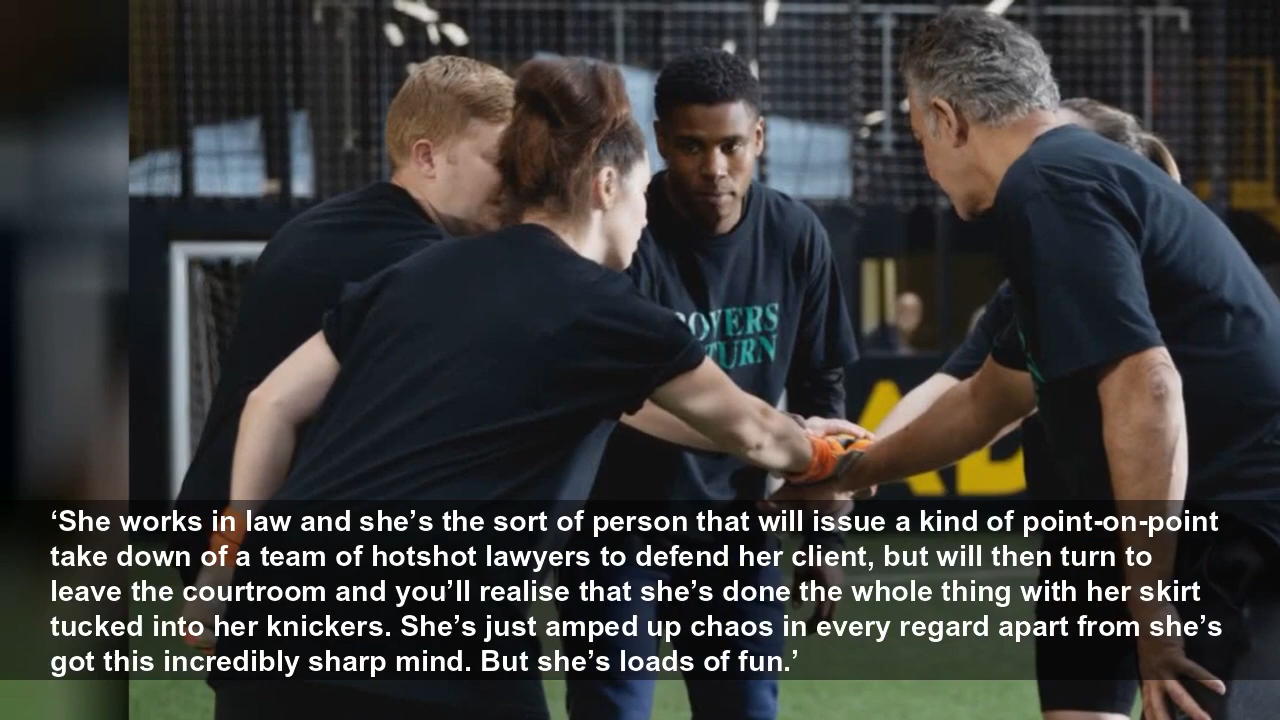 OVERS
TURN
‘She works in law and she’s the sort of person that will issue a kind of point-on-point
take down of a team of hotshot lawyers to defend her client, but will then turn to
leave the courtroom and you’ll realise that she’s done the whole thing with her skirt
tucked into her knickers. She’s just amped up chaos in every regard apart from she’s
got this incredibly sharp mind. But she’s loads of fun.’